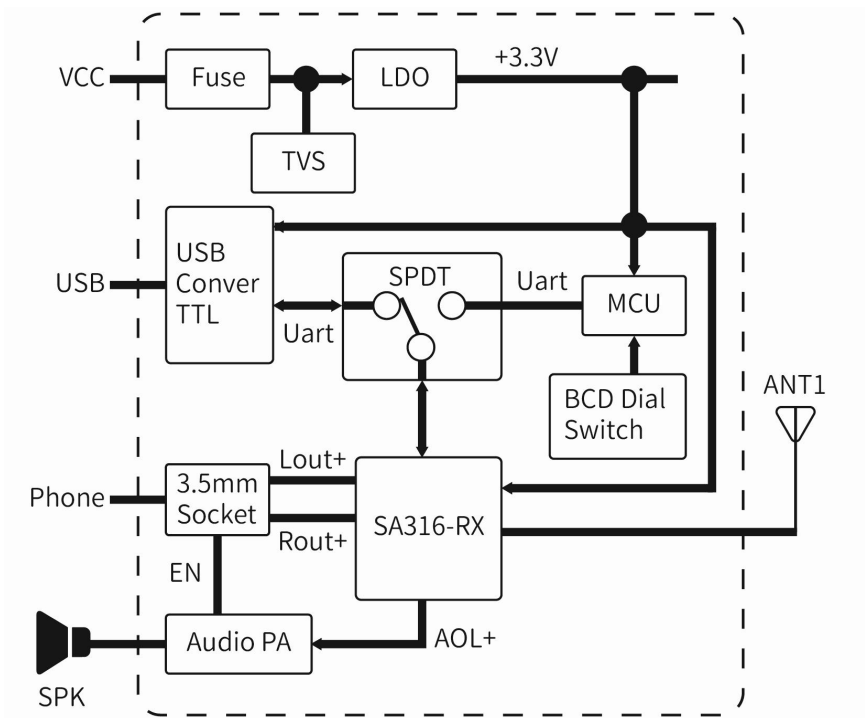 VCC
Fuse
LDO
+3.3V
TVS
USB
USB
Conver
TTL
Uart
SPDT
Uart
MCU
BCD Dial
Switch
ANT1
Phone
3.5mm
Socket
Lout+
Rout+
SA316-RX
EN
Audio PA
AOL+
SPK